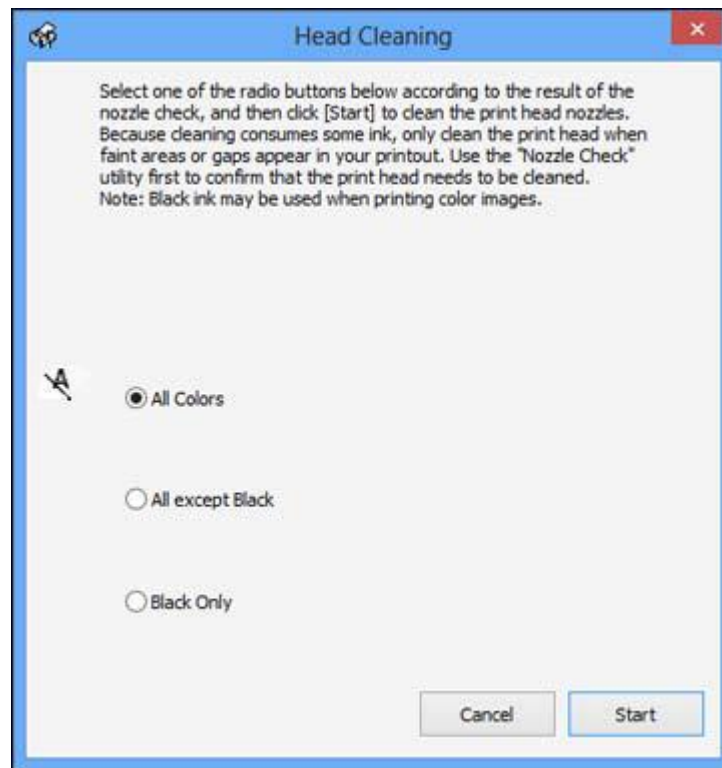 Head Cleaning
Select one of the radio buttons below according to the result of the
nozzle check, and then click [Start] to clean the print head nozzles.
Because cleaning consumes some ink, only clean the print head when
faint areas or gaps appear in your printout. Use the "Nozzle Check"
utility first to confirm that the print head needs to be cleaned.
Note: Black ink may be used when printing color images.
All Colors
All except Black
Black Only
Cancel
Start